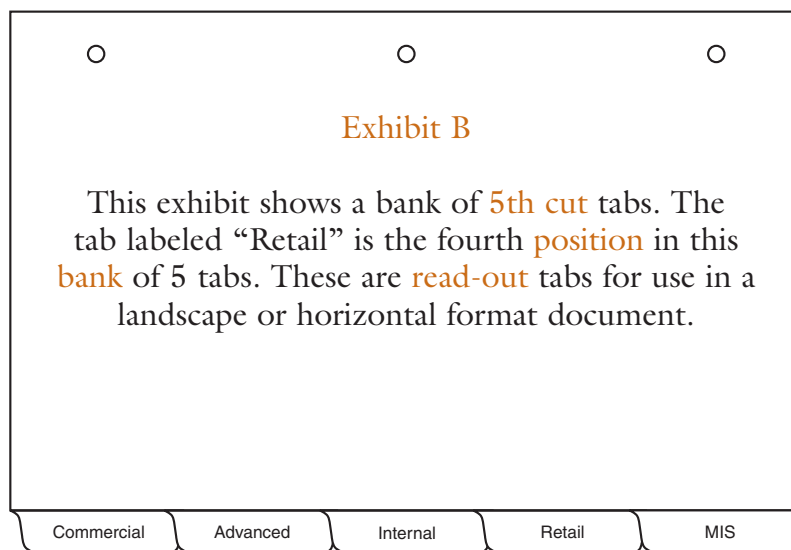 Exhibit B
This exhibit shows a bank of 5th cut tabs. The
tab labeled “Retail” is the fourth position in this
bank of 5 tabs. These are read-out tabs for use in a
landscape or horizontal format document.
Commercial Advanced Internal Retail MIS